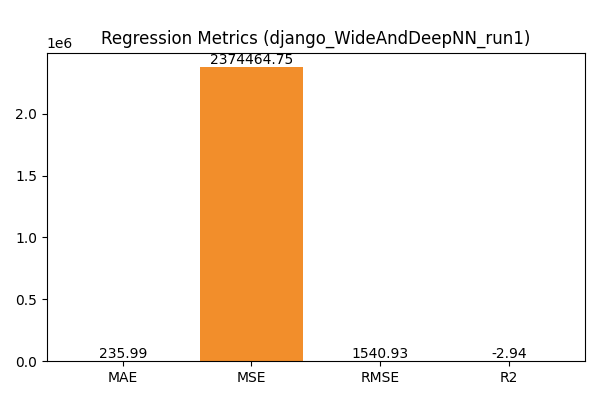 Regression Metrics (django_WideAndDeepNN_run1)
1e6
2374464.75
2.0
1.5
1.0
0.5
0.0
235.99
1540.93
-2.94
MAE
MSE
RMSE
R2